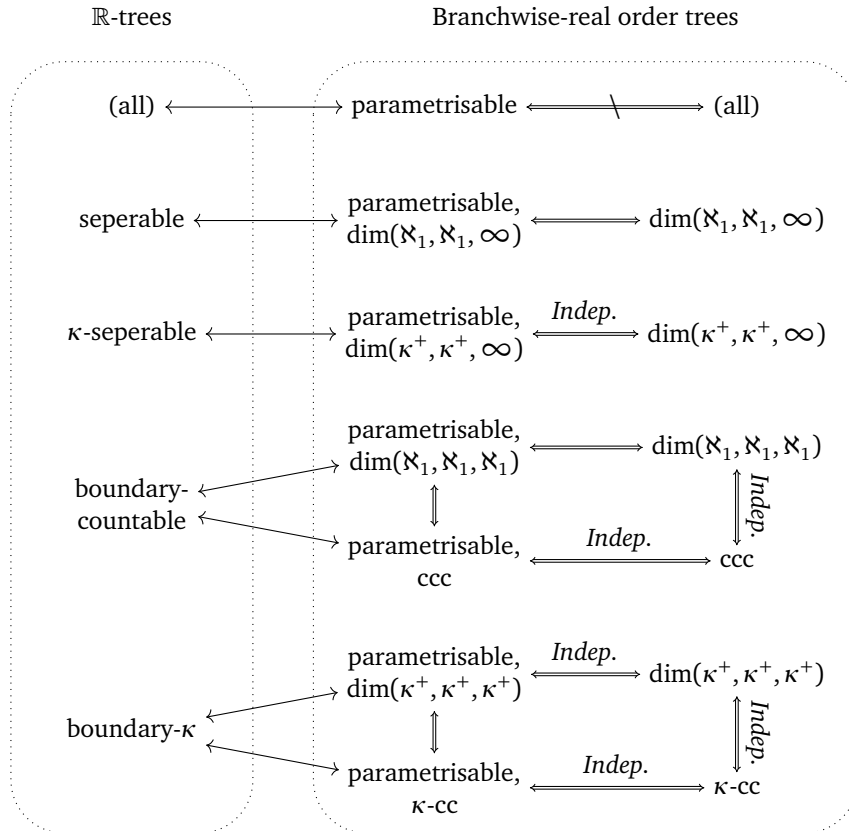 ℝ-trees Branchwise-real order trees
(all) parametrisable (all)
seperable parametrisable, dim(ℵ₁, ℵ₁, ∞) dim(ℵ₁, ℵ₁, ∞)
κ-seperable parametrisable, dim(κ⁺, κ⁺, ∞) Indep. dim(κ⁺, κ⁺, ∞)
boundary-
countable
parametrisable,
dim(ℵ₁, ℵ₁, ℵ₁) dim(ℵ₁, ℵ₁, ℵ₁)
Indep.
parametrisable,
ccc
Indep.
ccc
boundary-κ
parametrisable,
dim(κ⁺, κ⁺, κ⁺)
Indep.
dim(κ⁺, κ⁺, κ⁺)
Indep.
parametrisable,
κ-cc
Indep.
κ-cc